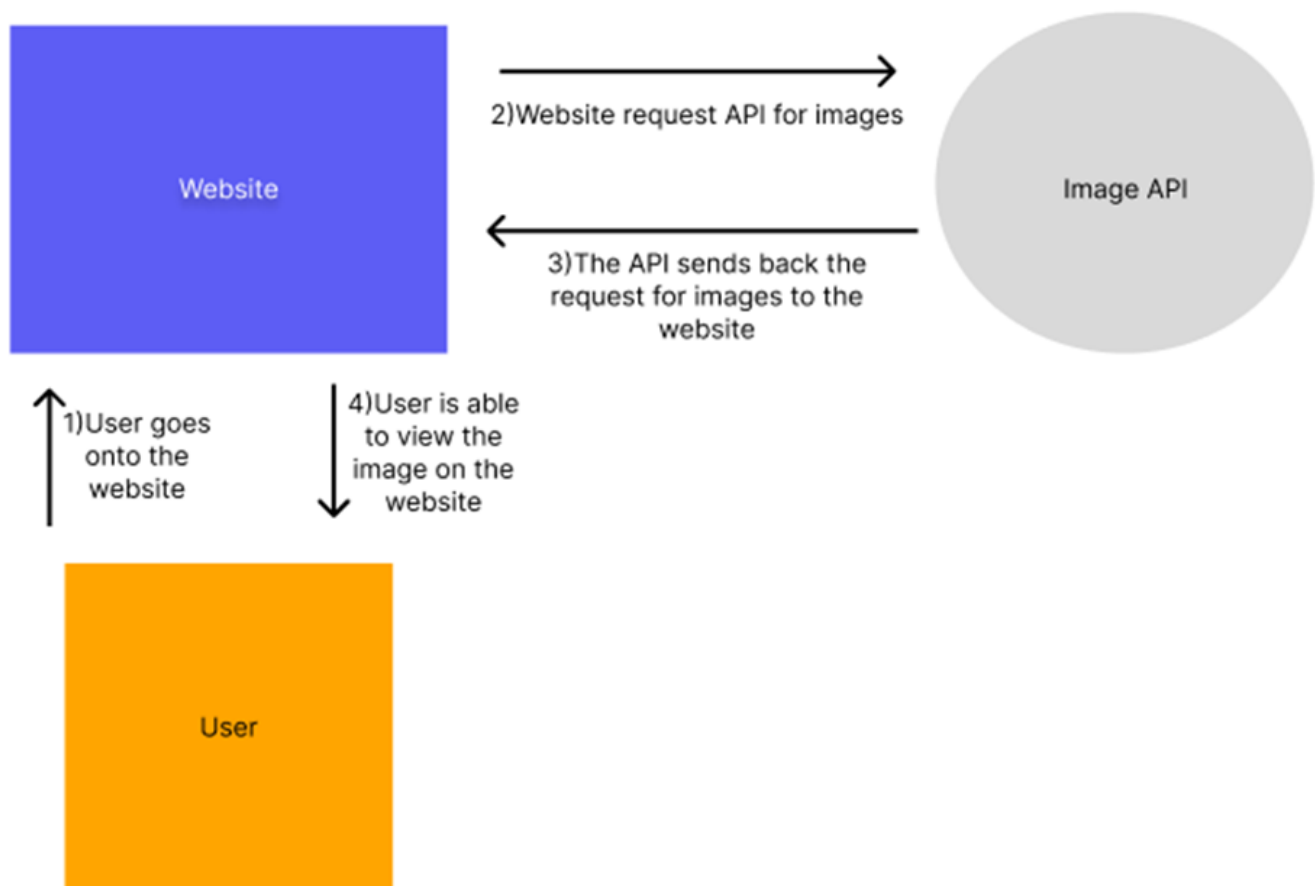 Website
2)Website request API for images
Image API
3)The API sends back the
request for images to the
website
1)User goes
onto the
website
4)User is able
to view the
image on the
website
User